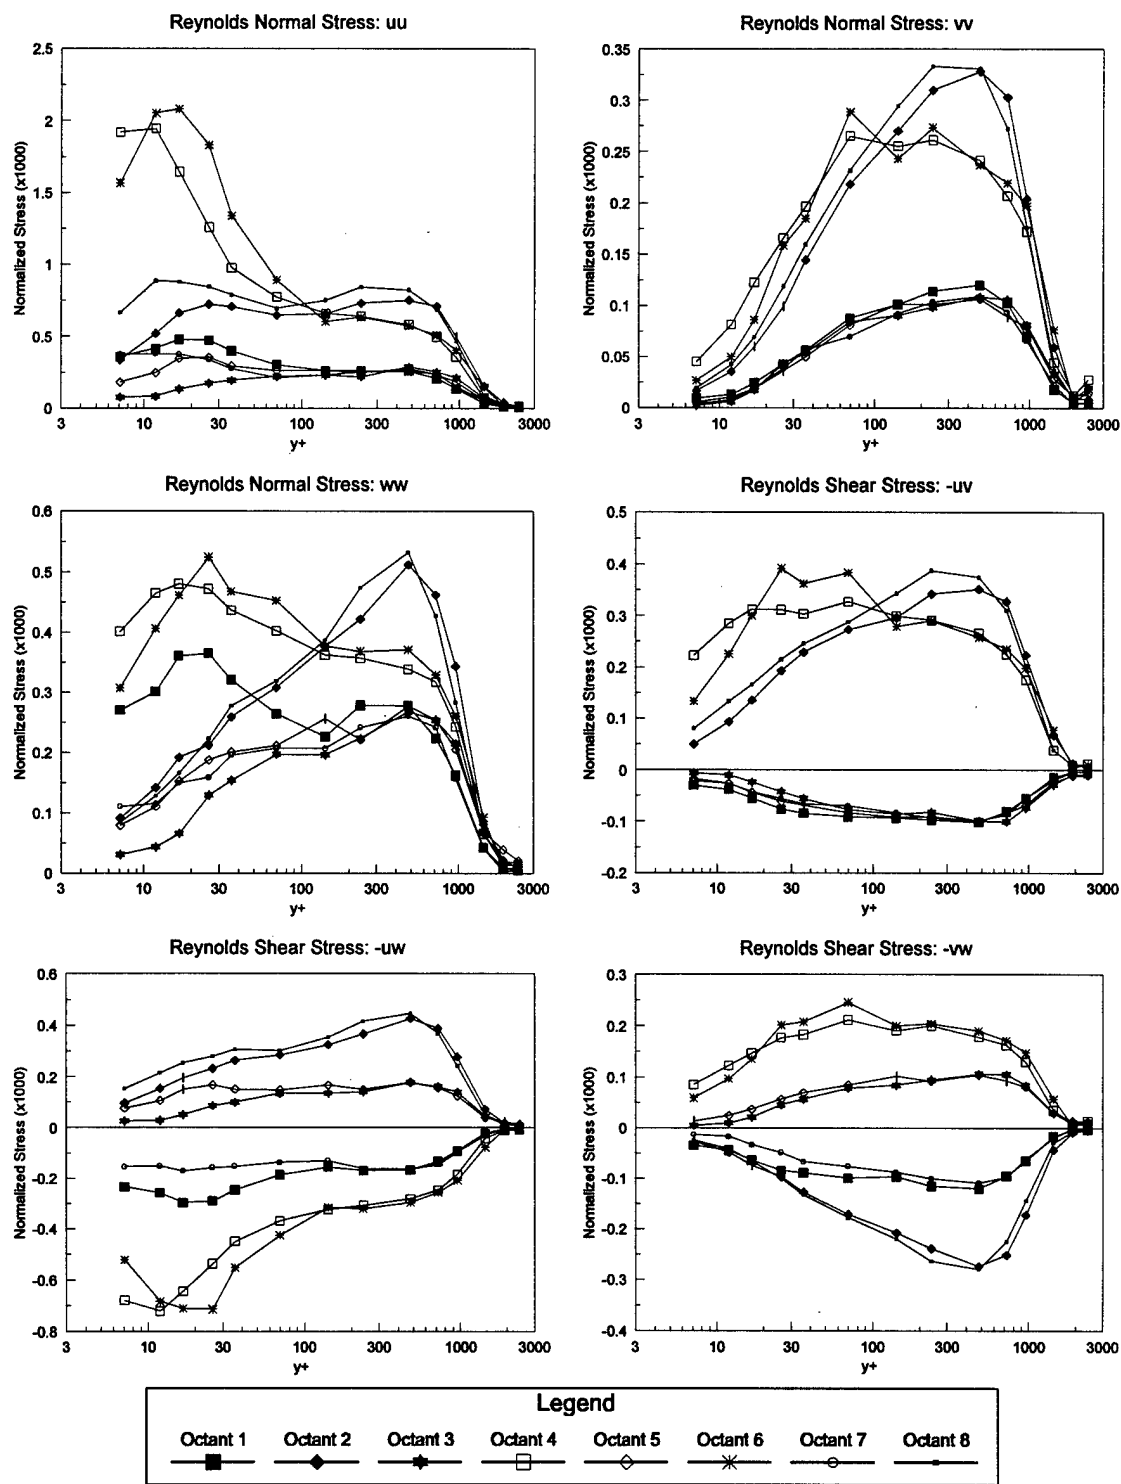 Reynolds Normal Stress: uu
Normalized Stress (x1000)
2.5
2
1.5
1
0.5
0
3 10 30 100 300 1000 3000
y+
Reynolds Normal Stress: vv
Normalized Stress (x1000)
0.35
0.3
0.25
0.2
0.15
0.1
0.05
0
3 10 30 100 300 1000 3000
y+
Reynolds Normal Stress: ww
Normalized Stress (x1000)
0.6
0.5
0.4
0.3
0.2
0.1
0
3 10 30 100 300 1000 3000
y+
Reynolds Shear Stress: -uv
Normalized Stress (x1000)
0.5
0.4
0.3
0.2
0.1
0
-0.1
-0.2
3 10 30 100 300 1000 3000
y+
Reynolds Shear Stress: -uw
Normalized Stress (x1000)
0.6
0.4
0.2
0
-0.2
-0.4
-0.6
-0.8
3 10 30 100 300 1000 3000
y+
Reynolds Shear Stress: -vw
Normalized Stress (x1000)
0.3
0.2
0.1
0
-0.1
-0.2
-0.3
-0.4
3 10 30 100 300 1000 3000
y+
Legend
Octant 1 Octant 2 Octant 3 Octant 4 Octant 5 Octant 6 Octant 7 Octant 8